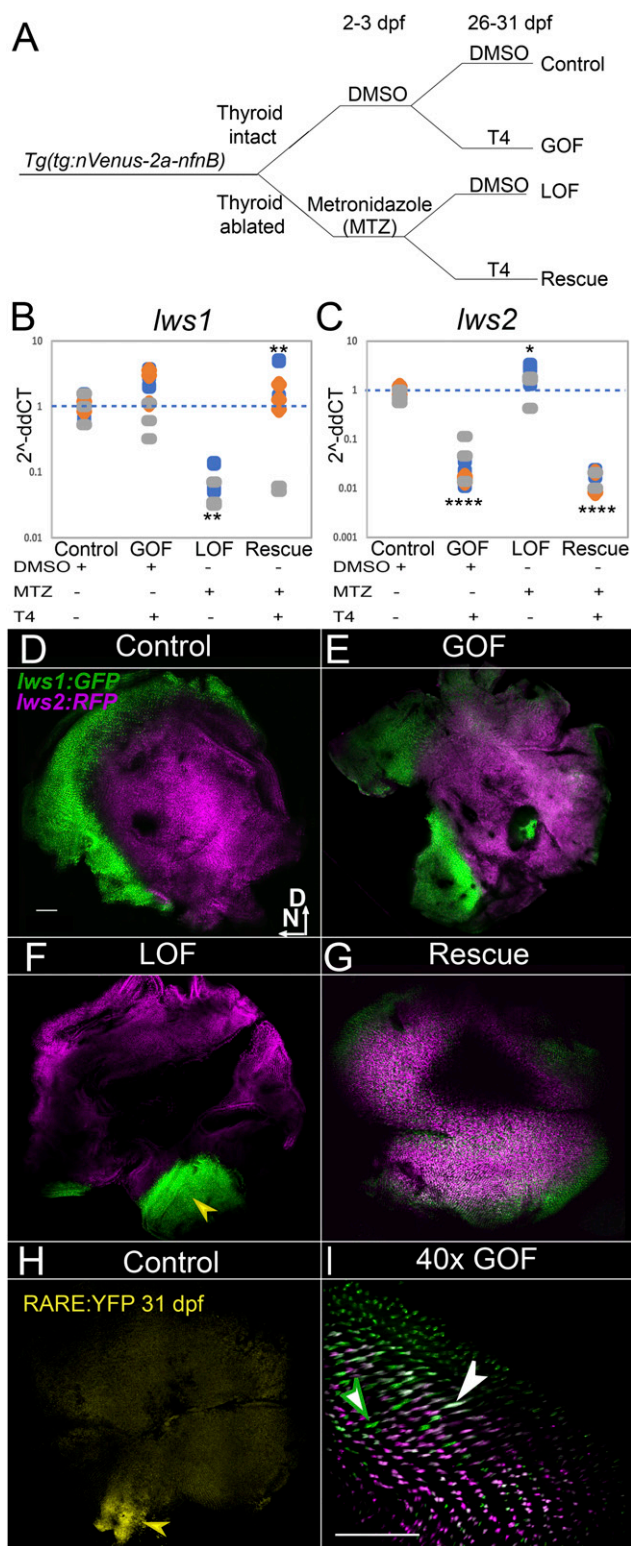 A
2-3 dpf
26-31 dpf
DMSO
Control
DMSO
Thyroid
intact
T4
GOF
Tg(tg:nVenus-2a-nfnB)
DMSO
LOF
Thyroid
ablated
Metronidazole
(MTZ)
T4
Rescue
B
lws1
10
1
0.1
0.01
2^-ddCT
**
**
Control GOF LOF Rescue
DMSO + + - -
MTZ - - + +
T4 - + - +
C
lws2
10
1
0.1
0.01
0.001
2^-ddCT
*
****
****
Control GOF LOF Rescue
+ + - -
- - + +
- + - +
D Control
lws1:GFP
lws2:RFP
D
N
E GOF
F LOF
G Rescue
H Control
RARE:YFP 31 dpf
I 40x GOF